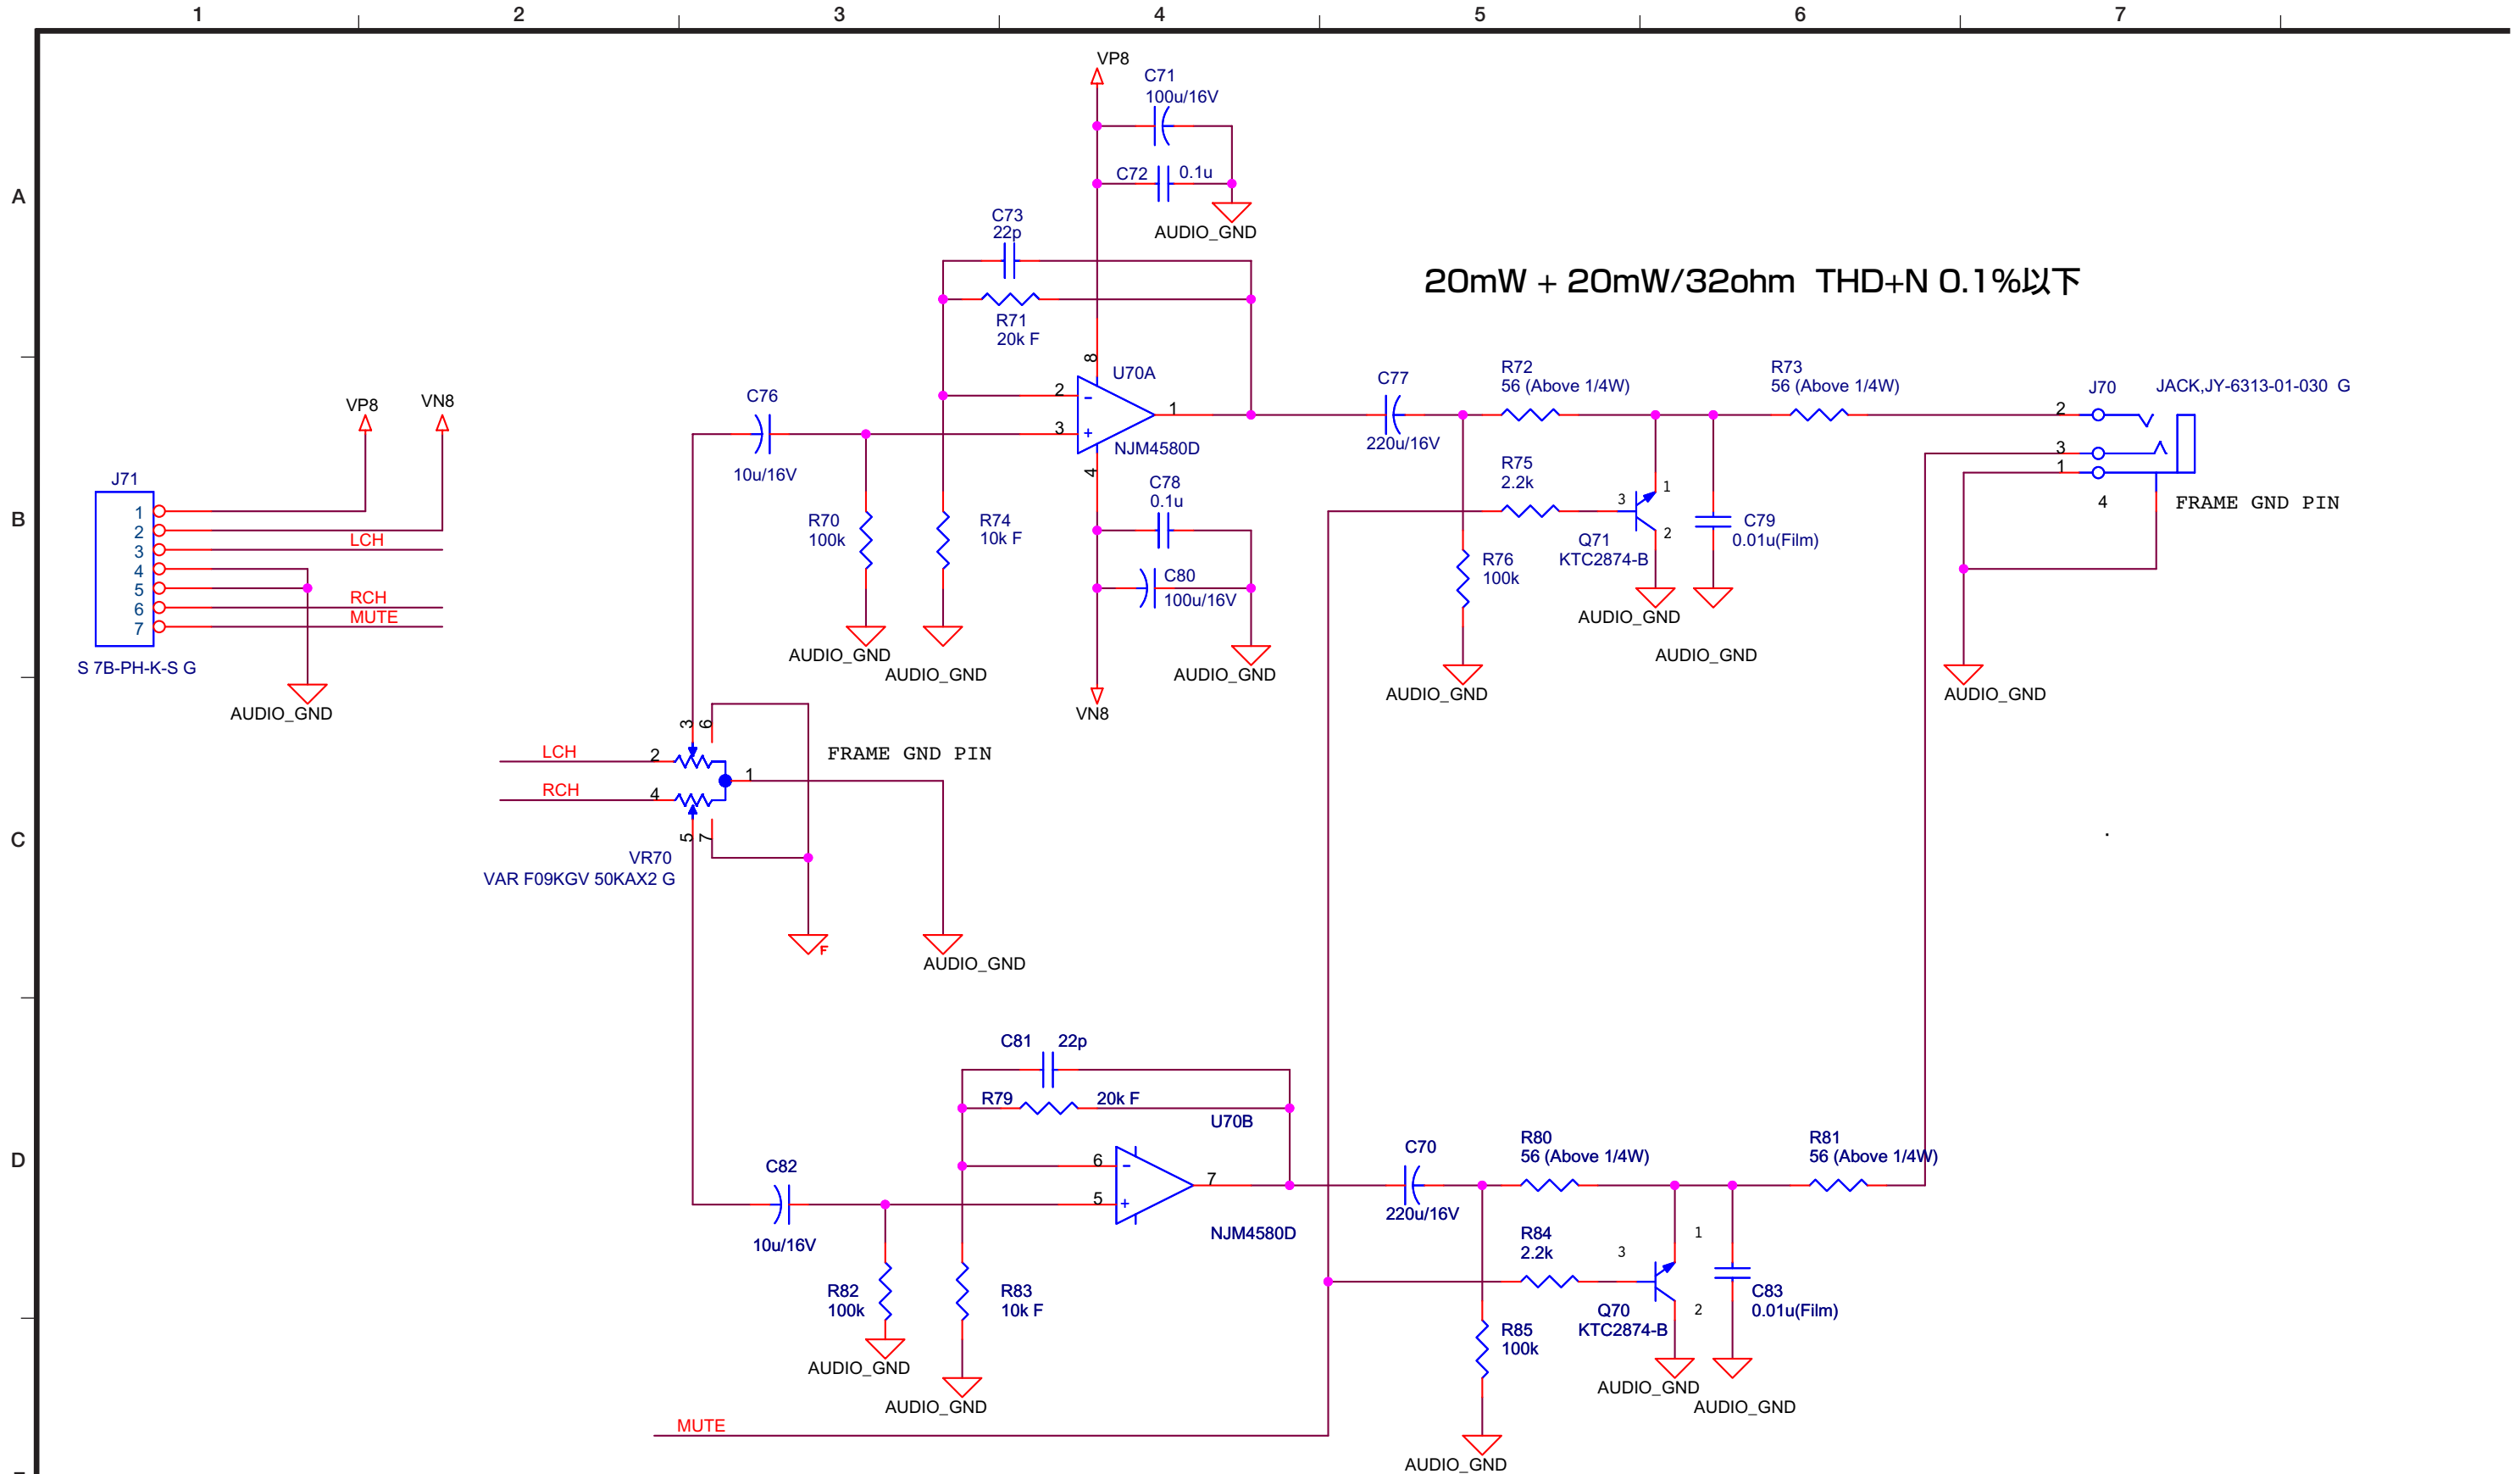 1 2 3 4 5 6 7
VP8
C71
100u/16V
C72 0.1u
A
C73
22p
AUDIO_GND
20mW + 20mW/32ohm THD+N 0.1%以下
R71
20k F
8
U70A
2
-
3
+
1
4
NJM4580D
C77
220u/16V
R72
56 (Above 1/4W)
R73
56 (Above 1/4W)
J70 JACK,JY-6313-01-030 G
2
3
1
4 FRAME GND PIN
VP8 VN8
C76
10u/16V
J71
1
2
3 LCH
4
5
6 RCH
7 MUTE
S 7B-PH-K-S G
AUDIO_GND
B
R70
100k
R74
10k F
C78
0.1u
C80
100u/16V
R75
2.2k
3
1
2
Q71
KTC2874-B
C79
0.01u(Film)
R76
100k
AUDIO_GND
AUDIO_GND
AUDIO_GND
AUDIO_GND
AUDIO_GND
AUDIO_GND
AUDIO_GND
VN8
3 6
LCH 2
FRAME GND PIN
1
RCH 4
5 7
C
VR70
VAR F09KGV 50KAX2 G
F
AUDIO_GND
C81 22p
R79 20k F
U70B
D
C82
10u/16V
6
-
5
+
7
NJM4580D
C70
220u/16V
R80
56 (Above 1/4W)
R81
56 (Above 1/4W)
R84
2.2k
3
1
2
Q70
KTC2874-B
C83
0.01u(Film)
R82
100k
R83
10k F
R85
100k
AUDIO_GND
AUDIO_GND
AUDIO_GND
AUDIO_GND
MUTE
AUDIO_GND